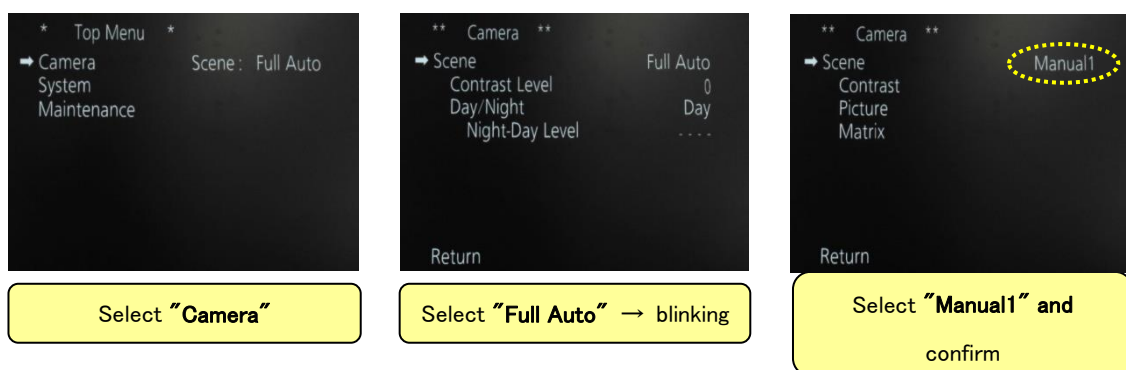 * Top Menu *
➡ Camera Scene : Full Auto
System
Maintenance
Select "Camera"
** Camera **
➡ Scene Full Auto
Contrast Level 0
Day/Night Day
Night-Day Level ----
Return
Select "Full Auto" → blinking
** Camera **
➡ Scene Manual1
Contrast
Picture
Matrix
Return
Select "Manual1" and
confirm